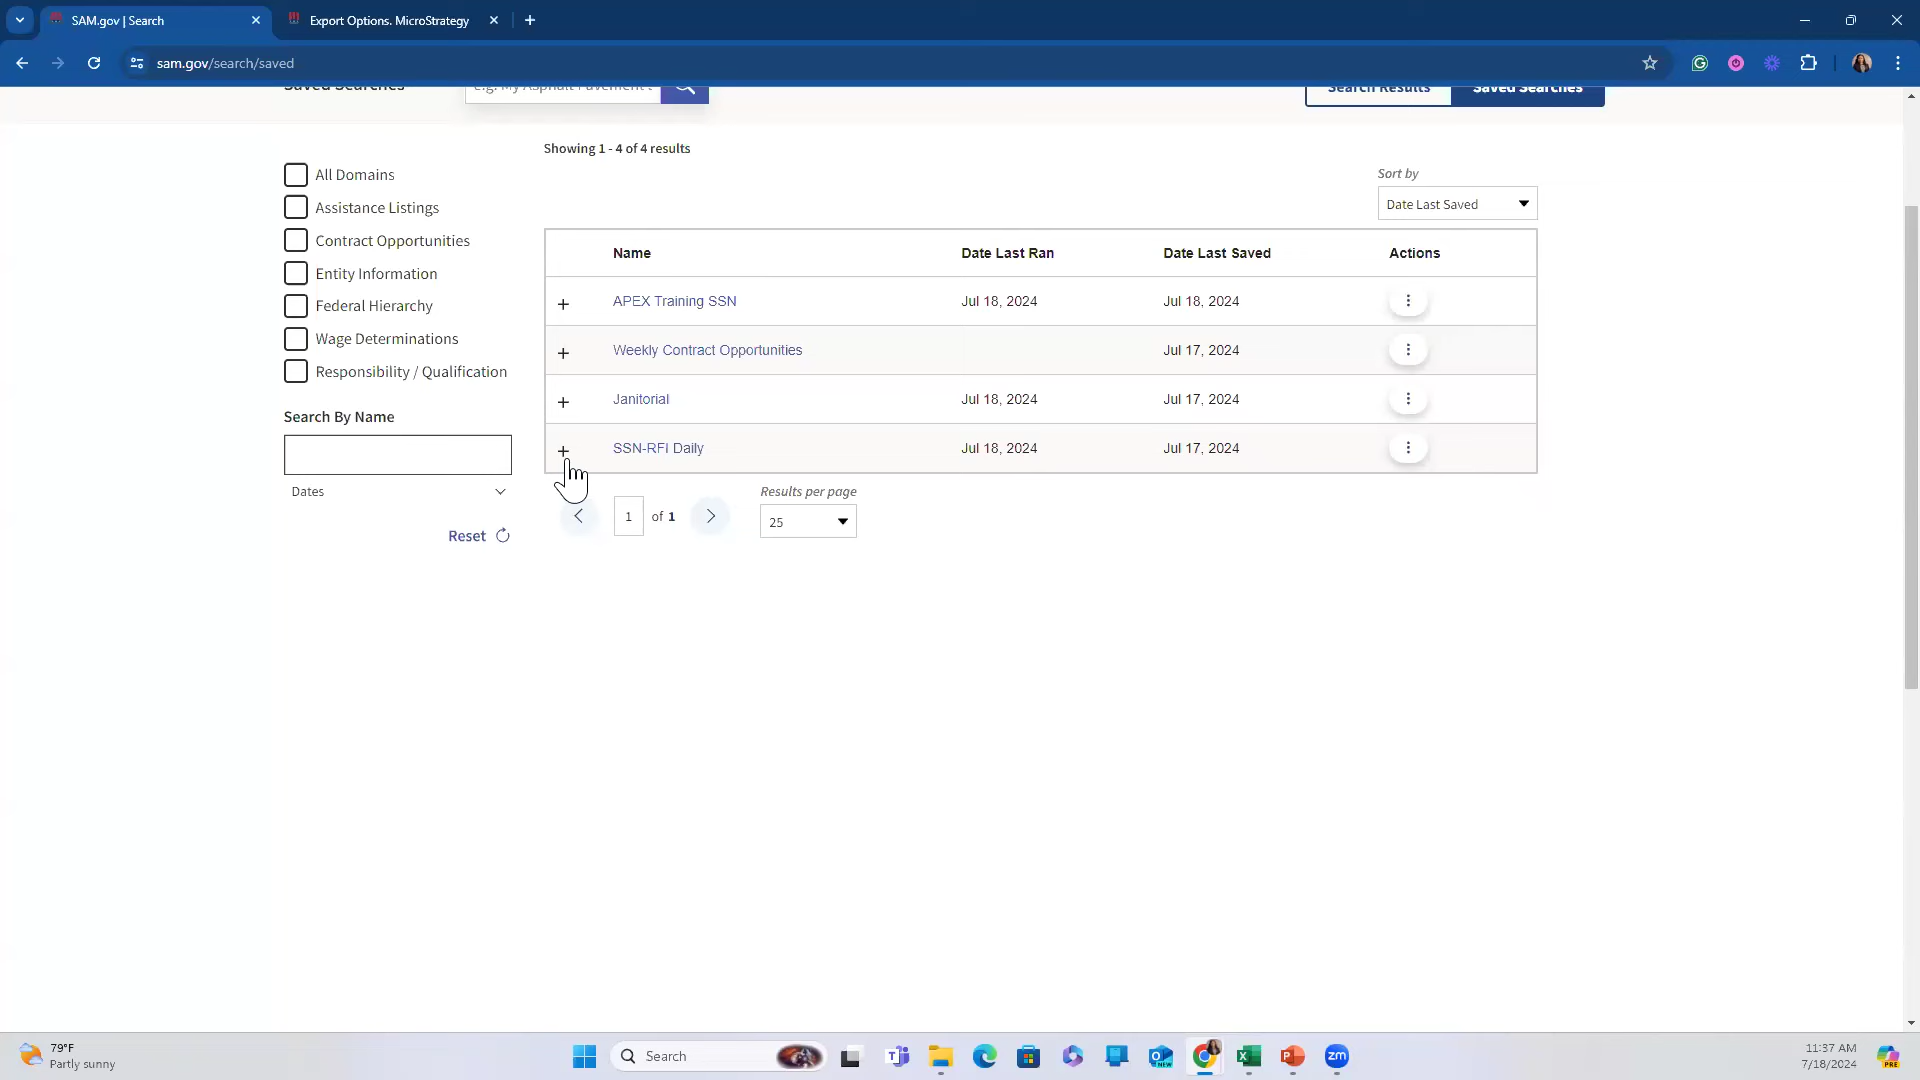 SAM.gov | Search
Export Options. MicroStrategy
sam.gov/search/saved
Saved Searches
e.g. My Asphalt Pavement S
Search Results
Saved Searches
Showing 1 - 4 of 4 results
Sort by
Date Last Saved
All Domains
Assistance Listings
Contract Opportunities
Entity Information
Federal Hierarchy
Wage Determinations
Responsibility / Qualification
Search By Name
Dates
Reset
Name Date Last Ran Date Last Saved Actions
APEX Training SSN Jul 18, 2024 Jul 18, 2024
Weekly Contract Opportunities Jul 17, 2024
Janitorial Jul 18, 2024 Jul 17, 2024
SSN-RFI Daily Jul 18, 2024 Jul 17, 2024
1 of 1
Results per page
25
79°F
Partly sunny
Search
11:37 AM
7/18/2024